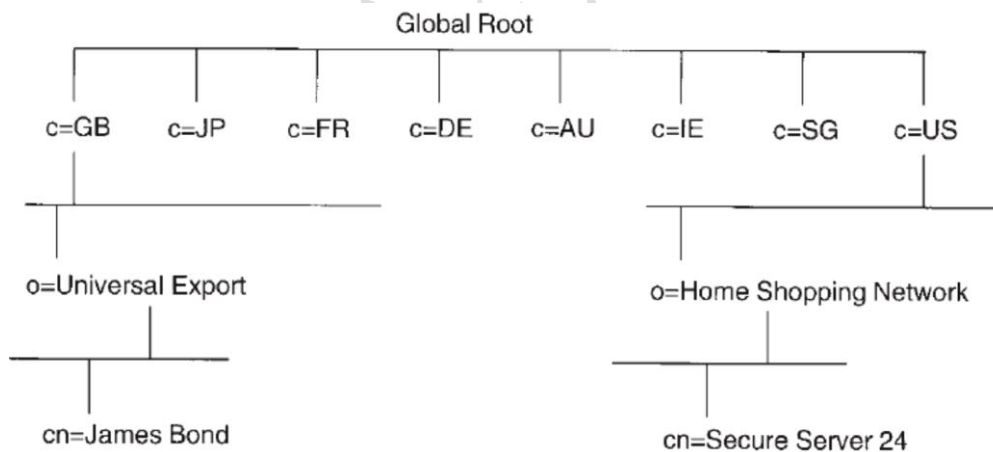 Global Root
c=GB c=JP c=FR c=DE c=AU c=IE c=SG c=US
o=Universal Export o=Home Shopping Network
cn=James Bond cn=Secure Server 24